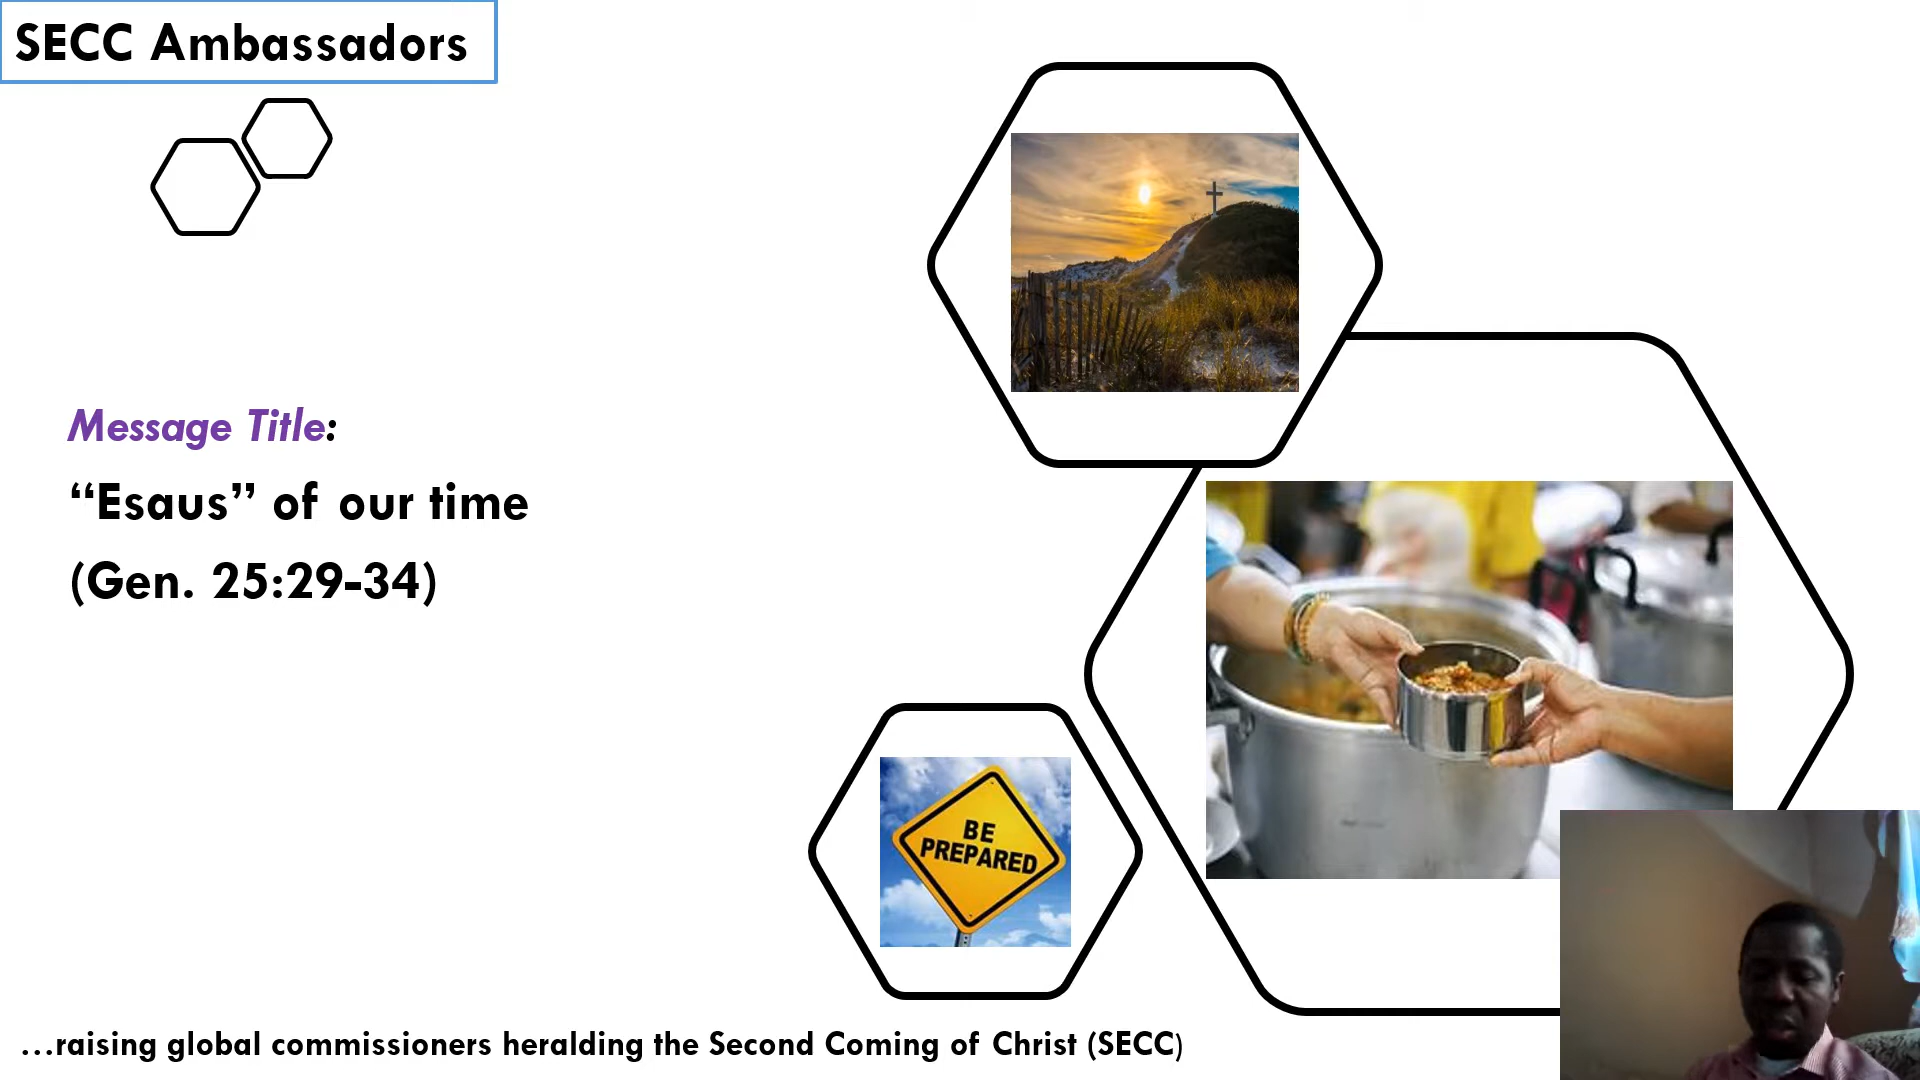 SECC Ambassadors
Message Title:
“Esaus” of our time
(Gen. 25:29-34)
BE
PREPARED
...raising global commissioners heralding the Second Coming of Christ (SECC)